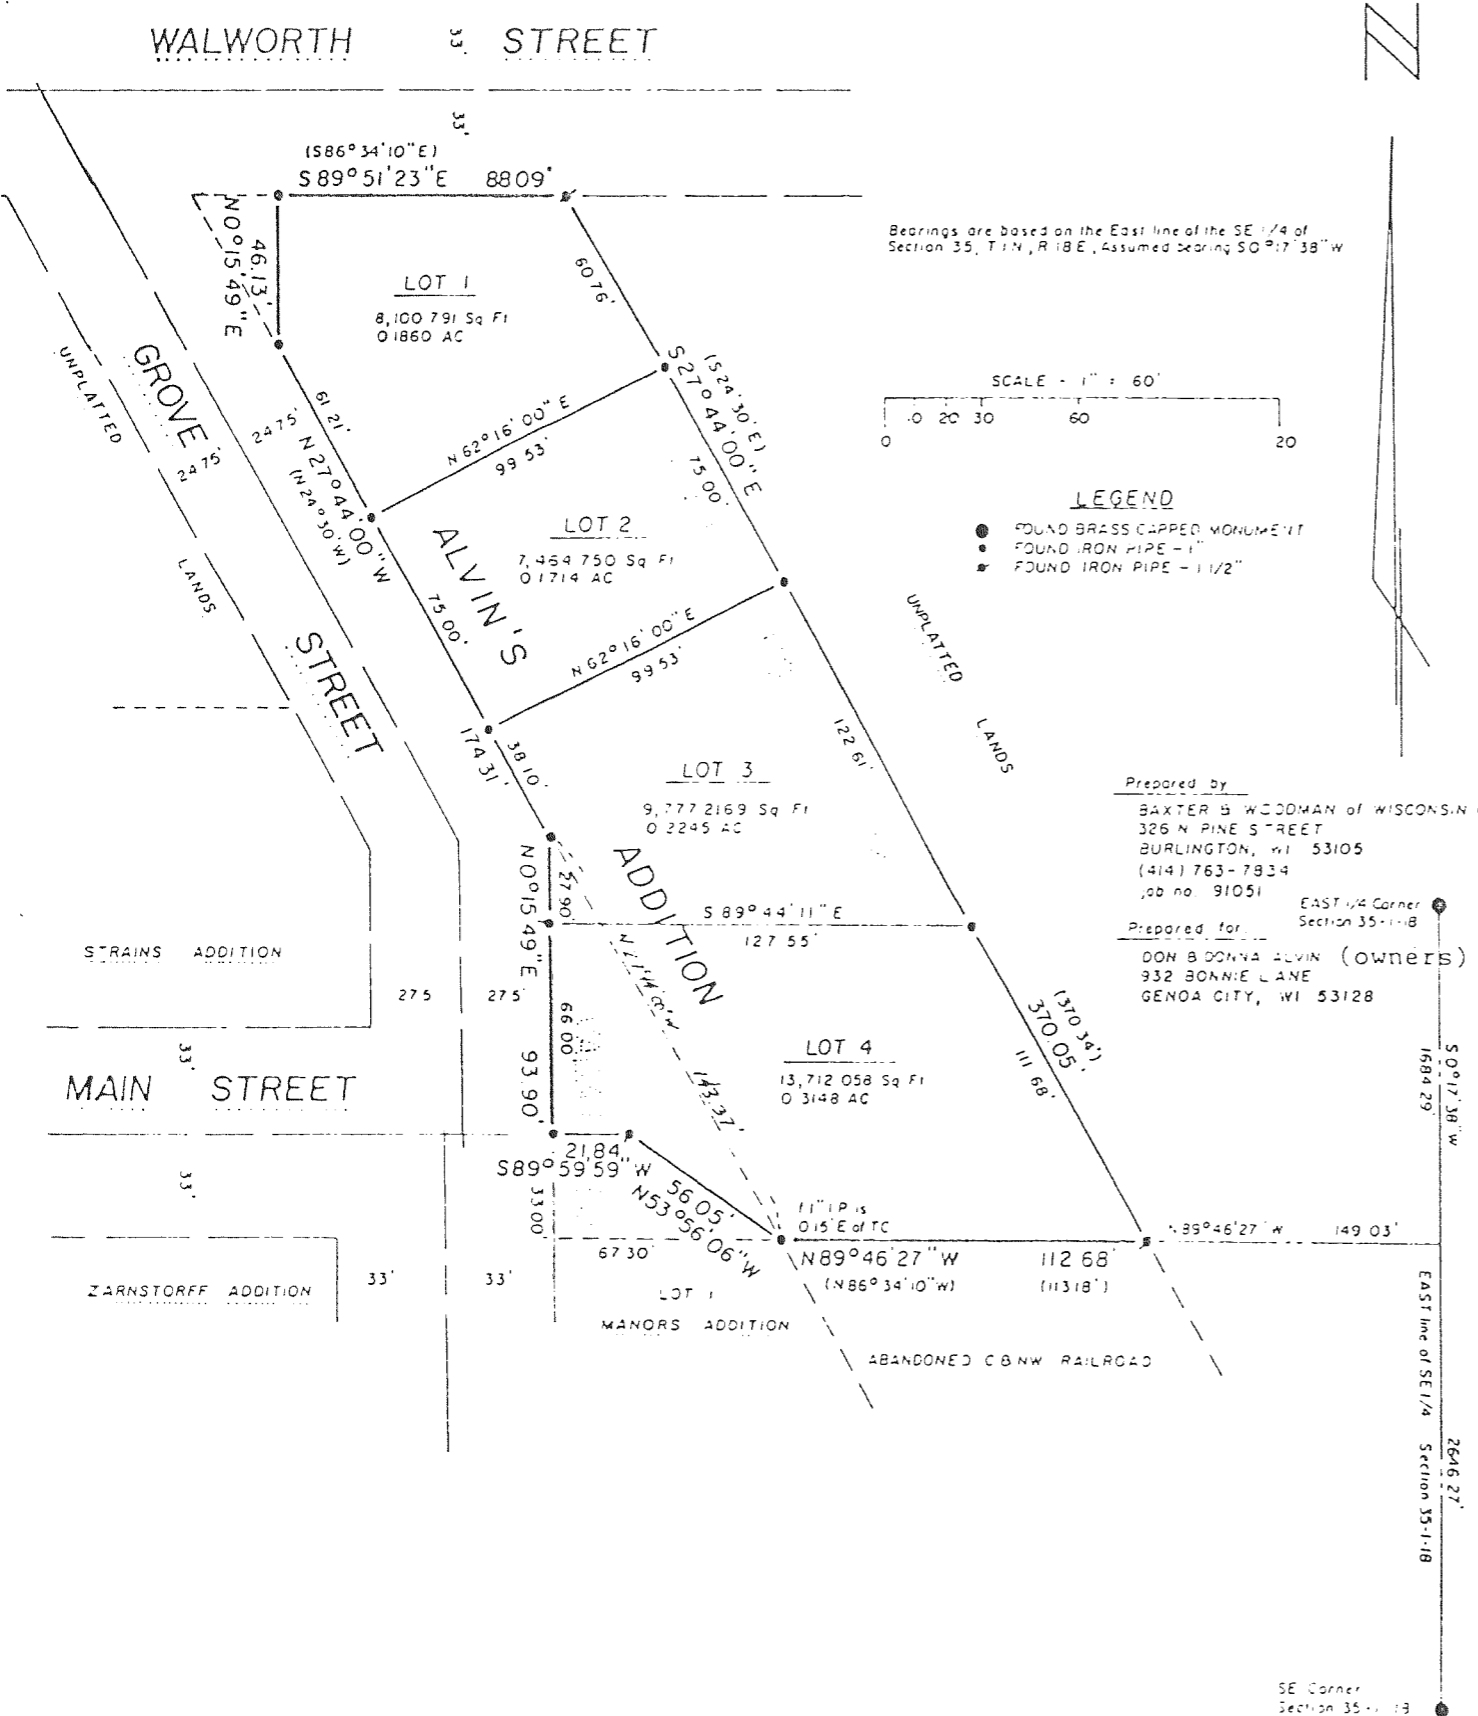 WALWORTH 33' STREET
33'
(S86°34'10"E)
S89°51'23"E 88.09'
N0°15'49"E
46.13'
LOT 1
8,100.791 Sq Ft
0.1860 AC
60.76'
Bearings are based on the East line of the SE 1/4 of
Section 35, T1N, R18E, Assumed bearing S0°17'38"W
UNPLATTED
LANDS
GROVE
STREET
24.75'
24.75'
61.21'
N27°44'00"W
(N24°30'W)
N62°16'00"E
99.53'
(S24°30'E)
S27°44'00"E
75.00'
SCALE - 1" = 60'
0 10 20 30 60 20
LEGEND
FOUND BRASS CAPPED MONUMENT
FOUND IRON PIPE - 1"
FOUND IRON PIPE - 1 1/2"
LOT 2
7,464.750 Sq Ft
0.1714 AC
ALVIN'S
75.00'
N62°16'00"E
99.53'
UNPLATTED
LANDS
174.31'
38.10'
122.61'
LOT 3
9,777.2169 Sq Ft
0.2245 AC
Prepared by
BAXTER & WOODMAN of WISCONSIN
326 N PINE STREET
BURLINGTON, WI 53105
(414) 763-7834
job no. 91051
EAST 1/4 Corner
Section 35-1-18
Prepared for
DON & DONNA ALVIN (owners)
932 BONNIE LANE
GENOA CITY, WI 53128
ADDITION
N0°15'49"E
27.90'
S89°44'11"E
127.55'
N27°44'00"W
143.37'
STRAINS ADDITION
27.5 27.5'
66.00'
93.90'
(370.34')
370.05'
111.68'
LOT 4
13,712.058 Sq Ft
0.3148 AC
S0°17'38"W
1684.29'
33'
MAIN STREET
33'
21.84'
S89°59'59"W
33.00'
56.05'
N53°56'06"W
f 1" IP is
0.15' E of TC
67.30'
N89°46'27"W 112.68'
(N86°34'10"W) (113.18')
N89°46'27"W 149.03'
ZARNSTORFF ADDITION
33' 33'
LOT 1
MANORS ADDITION
ABANDONED C&NW RAILROAD
EAST line of SE 1/4 Section 35-1-18
2646.27'
SE Corner
Section 35-1-18